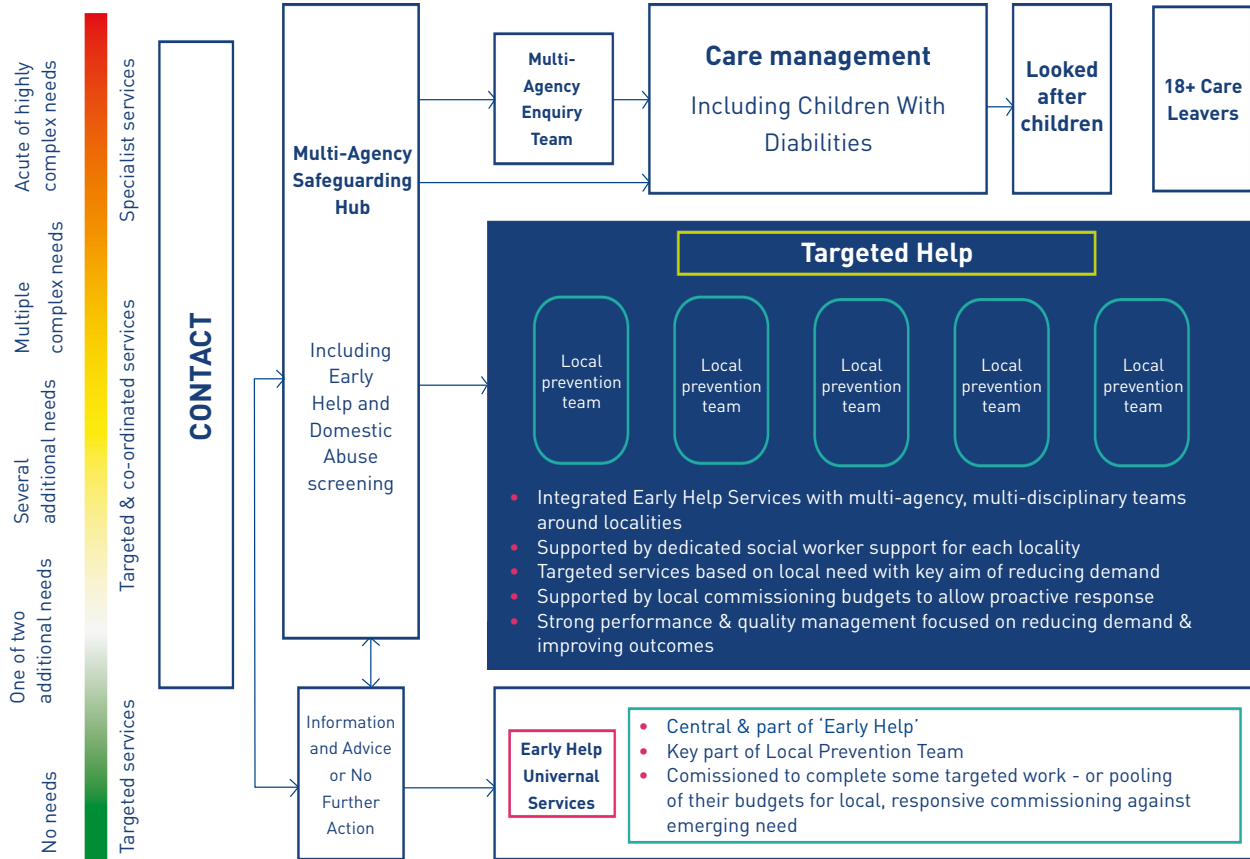 Acute of highly
complex needs
Multiple
complex needs
Several
additional needs
One of two
additional needs
No needs
Specialist services
Targeted & co-ordinated services
Targeted services
CONTACT
Multi-Agency
Safeguarding
Hub
Including
Early
Help and
Domestic
Abuse
screening
Multi-
Agency
Enquiry
Team
Care management
Including Children With
Disabilities
Looked
after
children
18+ Care
Leavers
Targeted Help
Local
prevention
team
Local
prevention
team
Local
prevention
team
Local
prevention
team
Local
prevention
team
• Integrated Early Help Services with multi-agency, multi-disciplinary teams
around localities
• Supported by dedicated social worker support for each locality
• Targeted services based on local need with key aim of reducing demand
• Supported by local commissioning budgets to allow proactive response
• Strong performance & quality management focused on reducing demand &
improving outcomes
Information
and Advice
or No
Further
Action
Early Help
Univernal
Services
• Central & part of ‘Early Help’
• Key part of Local Prevention Team
• Comissioned to complete some targeted work - or pooling
of their budgets for local, responsive commissioning against
emerging need